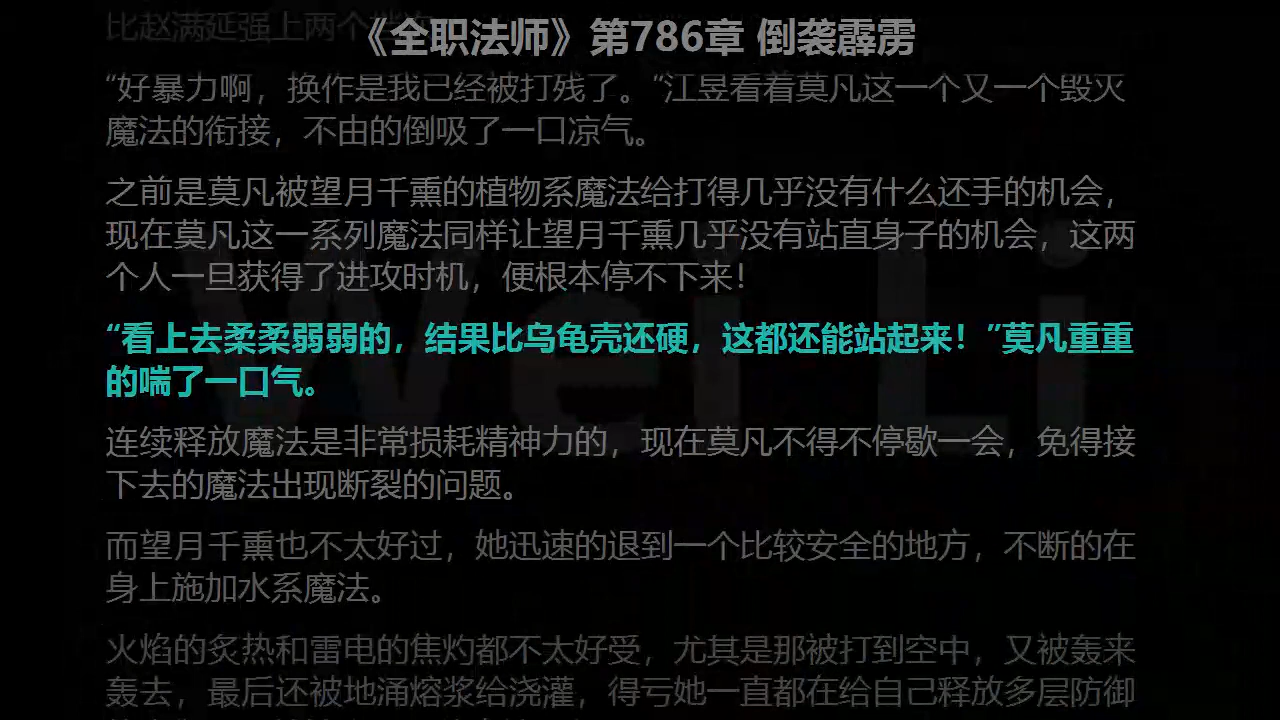 比赵满延强上两个档次
《全职法师》第786章 倒袭霹雳
“好暴力啊，换作是我已经被打残了。”江昱看着莫凡这一个又一个毁灭
魔法的衔接，不由的倒吸了一口凉气。
之前是莫凡被望月千熏的植物系魔法给打得几乎没有什么还手的机会，
现在莫凡这一系列魔法同样让望月千熏几乎没有站直身子的机会，这两
个人一旦获得了进攻时机，便根本停不下来！
“看上去柔柔弱弱的，结果比乌龟壳还硬，这都还能站起来！”莫凡重重
的喘了一口气。
连续释放魔法是非常损耗精神力的，现在莫凡不得不停歇一会，免得接
下去的魔法出现断裂的问题。
而望月千熏也不太好过，她迅速的退到一个比较安全的地方，不断的在
身上施加水系魔法。
火焰的炙热和雷电的焦灼都不太好受，尤其是那被打到空中，又被轰来
轰去，最后还被地涌熔浆给浇灌，得亏她一直都在给自己释放多层防御
Wei Li